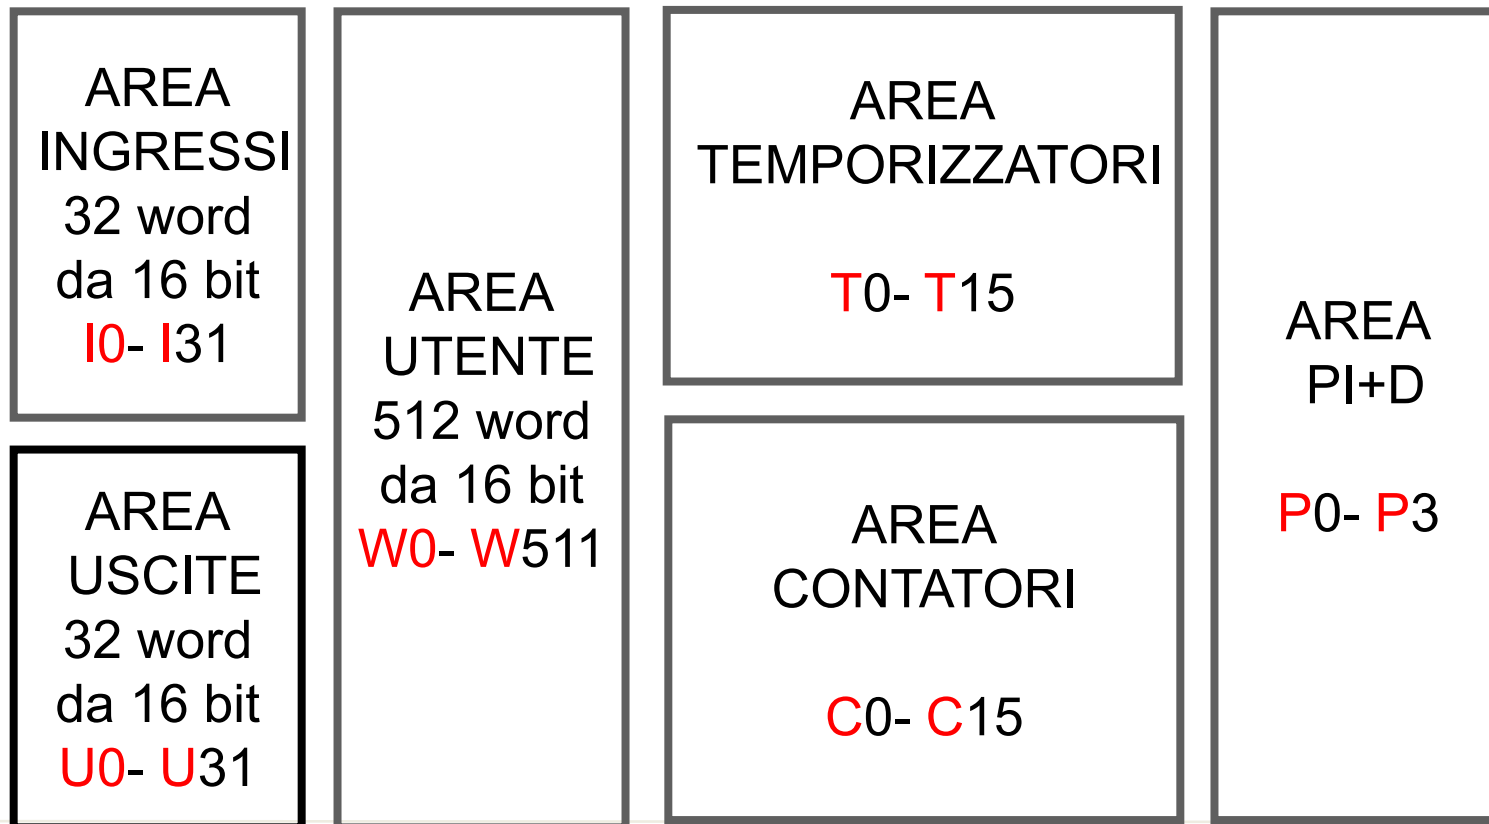 AREA
INGRESSI
32 word
da 16 bit
I0- I31
AREA
USCITE
32 word
da 16 bit
U0- U31
AREA
UTENTE
512 word
da 16 bit
W0- W511
AREA
TEMPORIZZATORI
T0- T15
AREA
CONTATORI
C0- C15
AREA
PI+D
P0- P3